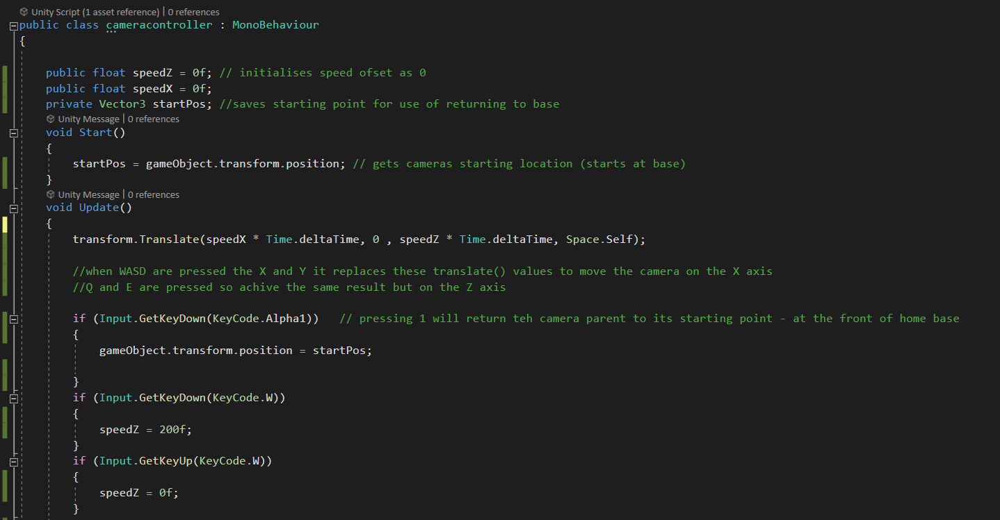 Unity Script (1 asset reference) | 0 references
public class cameracontroller : MonoBehaviour
{
public float speedZ = 0f; // initialises speed ofset as 0
public float speedX = 0f;
private Vector3 startPos; //saves starting point for use of returning to base
Unity Message | 0 references
void Start()
{
startPos = gameObject.transform.position; // gets cameras starting location (starts at base)
}
Unity Message | 0 references
void Update()
{
transform.Translate(speedX * Time.deltaTime, 0 , speedZ * Time.deltaTime, Space.Self);
//when WASD are pressed the X and Y it replaces these translate() values to move the camera on the X axis
//Q and E are pressed so achive the same result but on the Z axis
if (Input.GetKeyDown(KeyCode.Alpha1)) // pressing 1 will return teh camera parent to its starting point - at the front of home base
{
gameObject.transform.position = startPos;
}
if (Input.GetKeyDown(KeyCode.W))
{
speedZ = 200f;
}
if (Input.GetKeyUp(KeyCode.W))
{
speedZ = 0f;
}